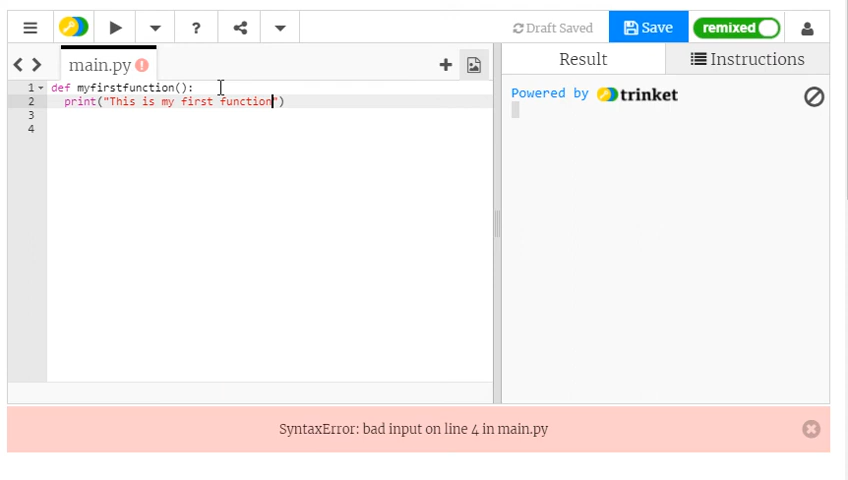 ? Draft Saved Save remixed
main.py ! + Result Instructions
1 def myfirstfunction():
2 print("This is my first function")
3
4
Powered by trinket
SyntaxError: bad input on line 4 in main.py